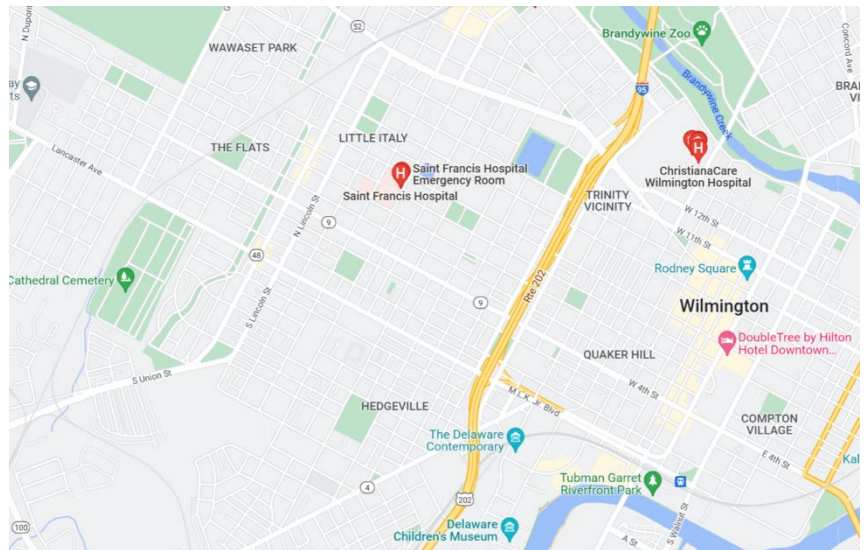 52
N Dupont
WAWASET PARK
Brandywine Zoo
Concord Ave
95
Brandywine Creek
Lancaster Ave
THE FLATS
LITTLE ITALY
Saint Francis Hospital
Emergency Room
Saint Francis Hospital
ChristianaCare
Wilmington Hospital
TRINITY
VICINITY
N Lincoln St
9
W 12th St
W 11th St
48
Rodney Square
Cathedral Cemetery
Rte 202
9
Wilmington
S Lincoln St
DoubleTree by Hilton
Hotel Downtown...
QUAKER HILL
S Union St
W 4th St
M.L.K. Jr. Blvd
HEDGEVILLE
COMPTON
VILLAGE
The Delaware
Contemporary
E 4th St
Tubman Garret
Riverfront Park
4
202
100
Delaware
Children's Museum
A St
S Walnut St